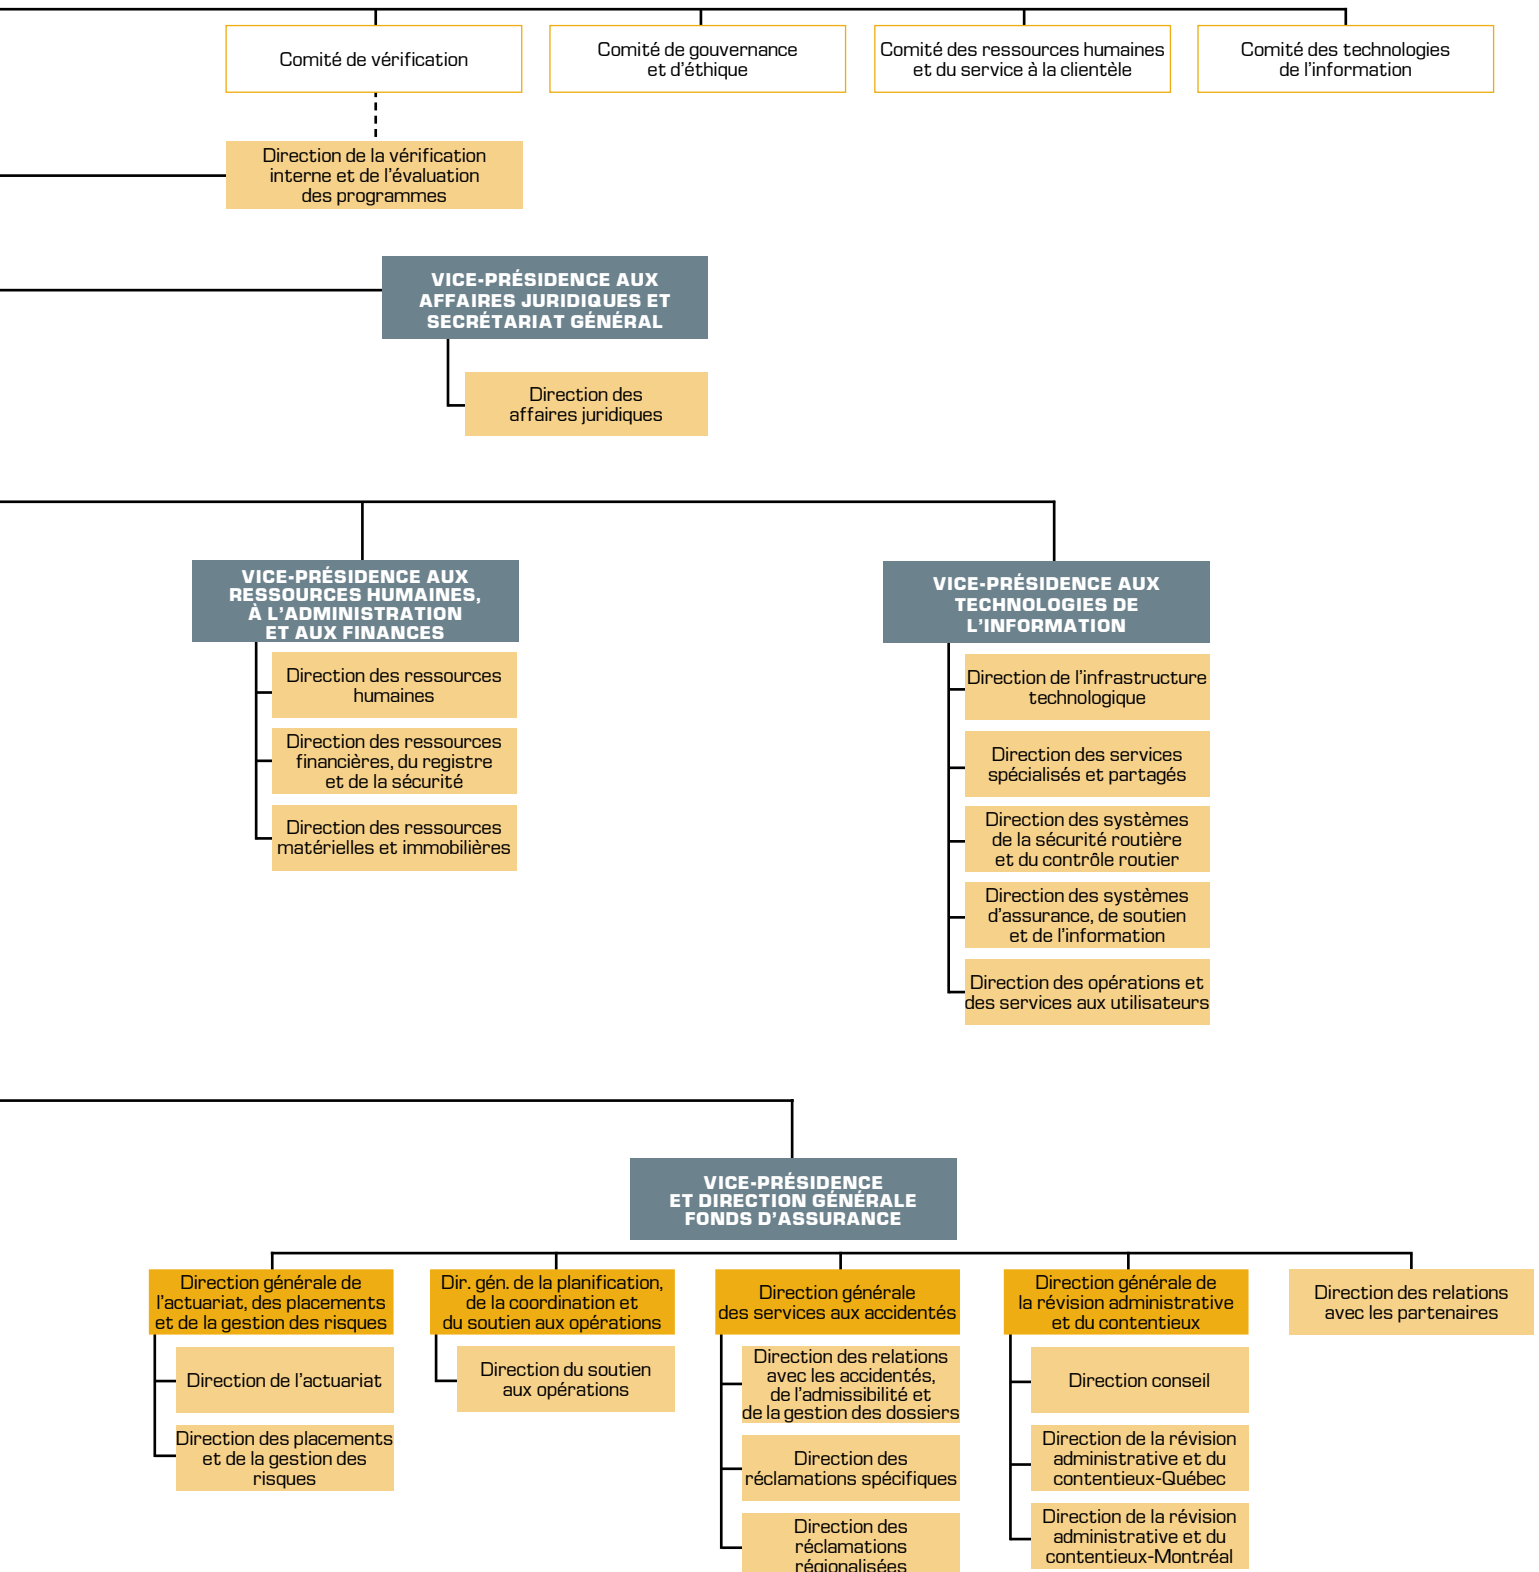 Comité de vérification
Comité de gouvernance
et d'éthique
Comité des ressources humaines
et du service à la clientèle
Comité des technologies
de l'information
Direction de la vérification
interne et de l'évaluation
des programmes
VICE-PRÉSIDENCE AUX
AFFAIRES JURIDIQUES ET
SECRÉTARIAT GÉNÉRAL
Direction des
affaires juridiques
VICE-PRÉSIDENCE AUX
RESSOURCES HUMAINES,
À L'ADMINISTRATION
ET AUX FINANCES
Direction des ressources
humaines
Direction des ressources
financières, du registre
et de la sécurité
Direction des ressources
matérielles et immobilières
VICE-PRÉSIDENCE AUX
TECHNOLOGIES DE
L'INFORMATION
Direction de l'infrastructure
technologique
Direction des services
spécialisés et partagés
Direction des systèmes
de la sécurité routière
et du contrôle routier
Direction des systèmes
d'assurance, de soutien
et de l'information
Direction des opérations et
des services aux utilisateurs
VICE-PRÉSIDENCE
ET DIRECTION GÉNÉRALE
FONDS D'ASSURANCE
Direction générale de
l'actuariat, des placements
et de la gestion des risques
Direction de l'actuariat
Direction des placements
et de la gestion des
risques
Dir. gén. de la planification,
de la coordination et
du soutien aux opérations
Direction du soutien
aux opérations
Direction générale
des services aux accidentés
Direction des relations
avec les accidentés,
de l'admissibilité et
de la gestion des dossiers
Direction des
réclamations spécifiques
Direction des
réclamations
régionalisées
Direction générale de
la révision administrative
et du contentieux
Direction conseil
Direction de la révision
administrative et du
contentieux-Québec
Direction de la révision
administrative et du
contentieux-Montréal
Direction des relations
avec les partenaires